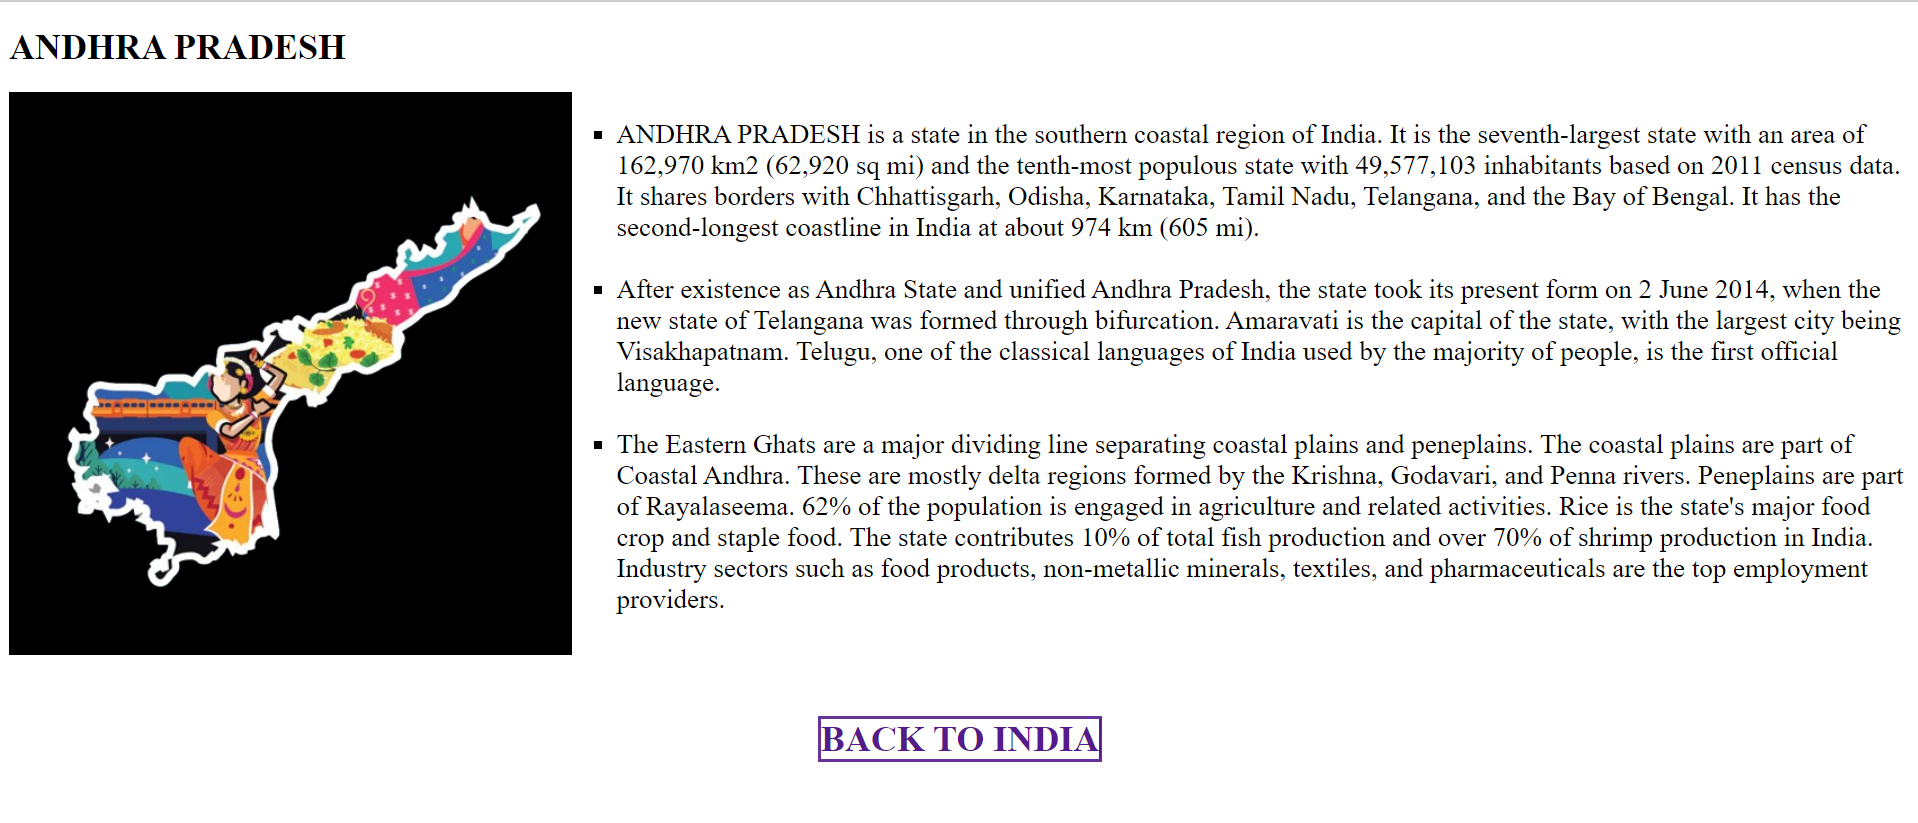 ANDHRA PRADESH
ANDHRA PRADESH is a state in the southern coastal region of India. It is the seventh-largest state with an area of
162,970 km2 (62,920 sq mi) and the tenth-most populous state with 49,577,103 inhabitants based on 2011 census data.
It shares borders with Chhattisgarh, Odisha, Karnataka, Tamil Nadu, Telangana, and the Bay of Bengal. It has the
second-longest coastline in India at about 974 km (605 mi).
After existence as Andhra State and unified Andhra Pradesh, the state took its present form on 2 June 2014, when the
new state of Telangana was formed through bifurcation. Amaravati is the capital of the state, with the largest city being
Visakhapatnam. Telugu, one of the classical languages of India used by the majority of people, is the first official
language.
The Eastern Ghats are a major dividing line separating coastal plains and peneplains. The coastal plains are part of
Coastal Andhra. These are mostly delta regions formed by the Krishna, Godavari, and Penna rivers. Peneplains are part
of Rayalaseema. 62% of the population is engaged in agriculture and related activities. Rice is the state's major food
crop and staple food. The state contributes 10% of total fish production and over 70% of shrimp production in India.
Industry sectors such as food products, non-metallic minerals, textiles, and pharmaceuticals are the top employment
providers.
BACK TO INDIA